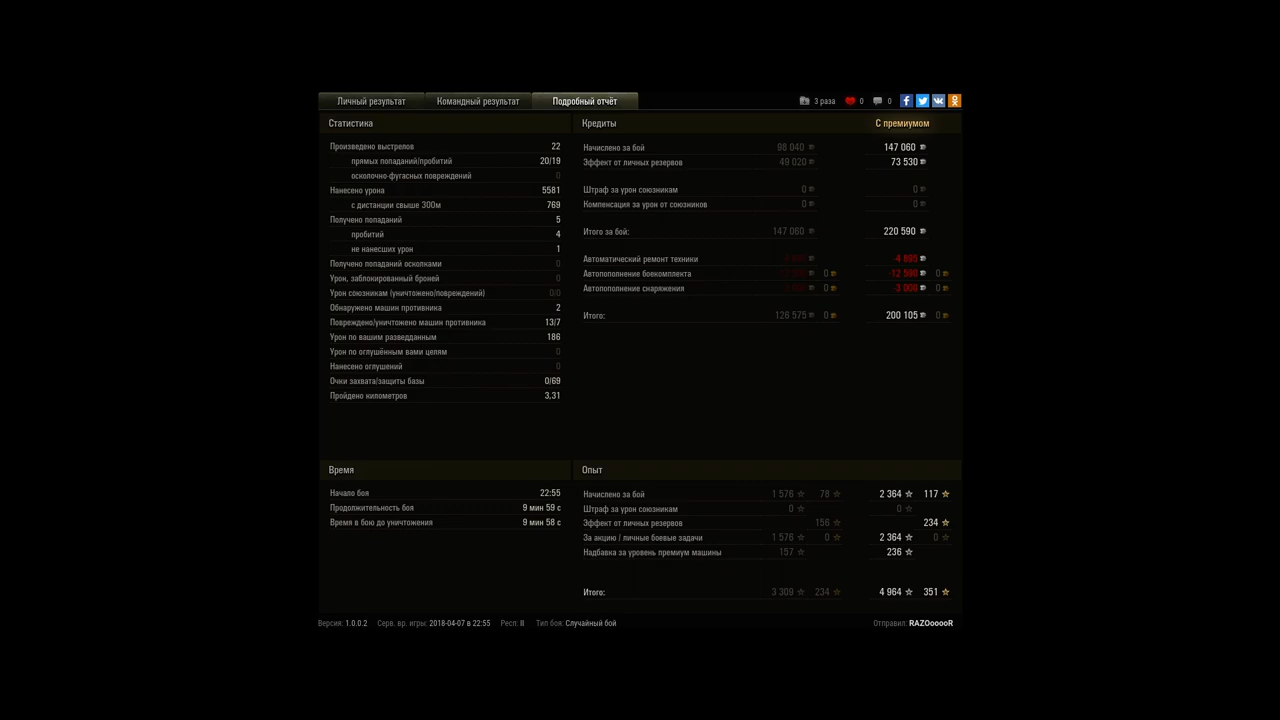 Личный результат Командный результат Подробный отчёт 3 раза 0 0
Статистика
Произведено выстрелов 22
прямых попаданий/пробитий 20/19
осколочно-фугасных повреждений 0
Нанесено урона 5581
с дистанции свыше 300м 769
Получено попаданий 5
пробитий 4
не нанесших урон 1
Получено попаданий осколками 0
Урон, заблокированный броней 0
Урон союзникам (уничтожено/повреждений) 0/0
Обнаружено машин противника 2
Повреждено/уничтожено машин противника 13/7
Урон по вашим разведданным 186
Урон по оглушённым вами целям 0
Нанесено оглушений 0
Очки захвата/защиты базы 0/69
Пройдено километров 3,31
Кредиты С премиумом
Начислено за бой 98 040 147 060
Эффект от личных резервов 49 020 73 530
Штраф за урон союзникам 0 0
Компенсация за урон от союзников 0 0
Итого за бой: 147 060 220 590
Автоматический ремонт техники -4 895
Автопополнение боекомплекта 0 -12 590 0
Автопополнение снаряжения 0 -3 000 0
Итого: 126 575 0 200 105 0
Время
Начало боя 22:55
Продолжительность боя 9 мин 59 с
Время в бою до уничтожения 9 мин 58 с
Опыт
Начислено за бой 1 576 78 2 364 117
Штраф за урон союзникам 0 0
Эффект от личных резервов 156 234
За акцию / личные боевые задачи 1 576 0 2 364 0
Надбавка за уровень премиум машины 157 236
Итого: 3 309 234 4 964 351
Версия: 1.0.0.2 Серв. вр. игры: 2018-04-07 в 22:55 Респ: II Тип боя: Случайный бой Отправил: RAZOooooR